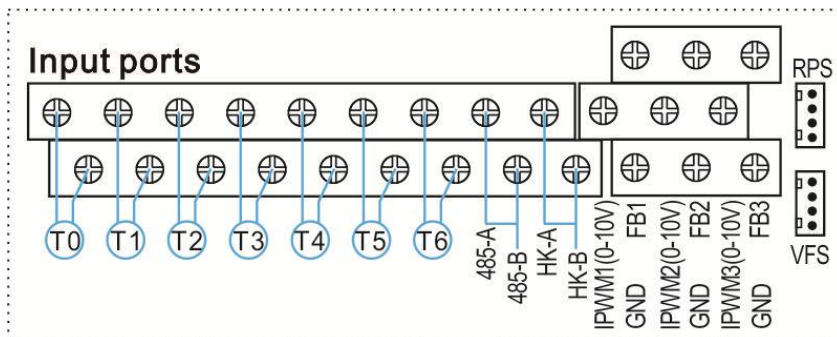 Input ports
RPS
T0
T1
T2
T3
T4
T5
T6
485-A
485-B
HK-A
HK-B
IPWM1(0-10V)
GND FB1
IPWM2(0-10V)
GND FB2
IPWM3(0-10V)
GND FB3
VFS